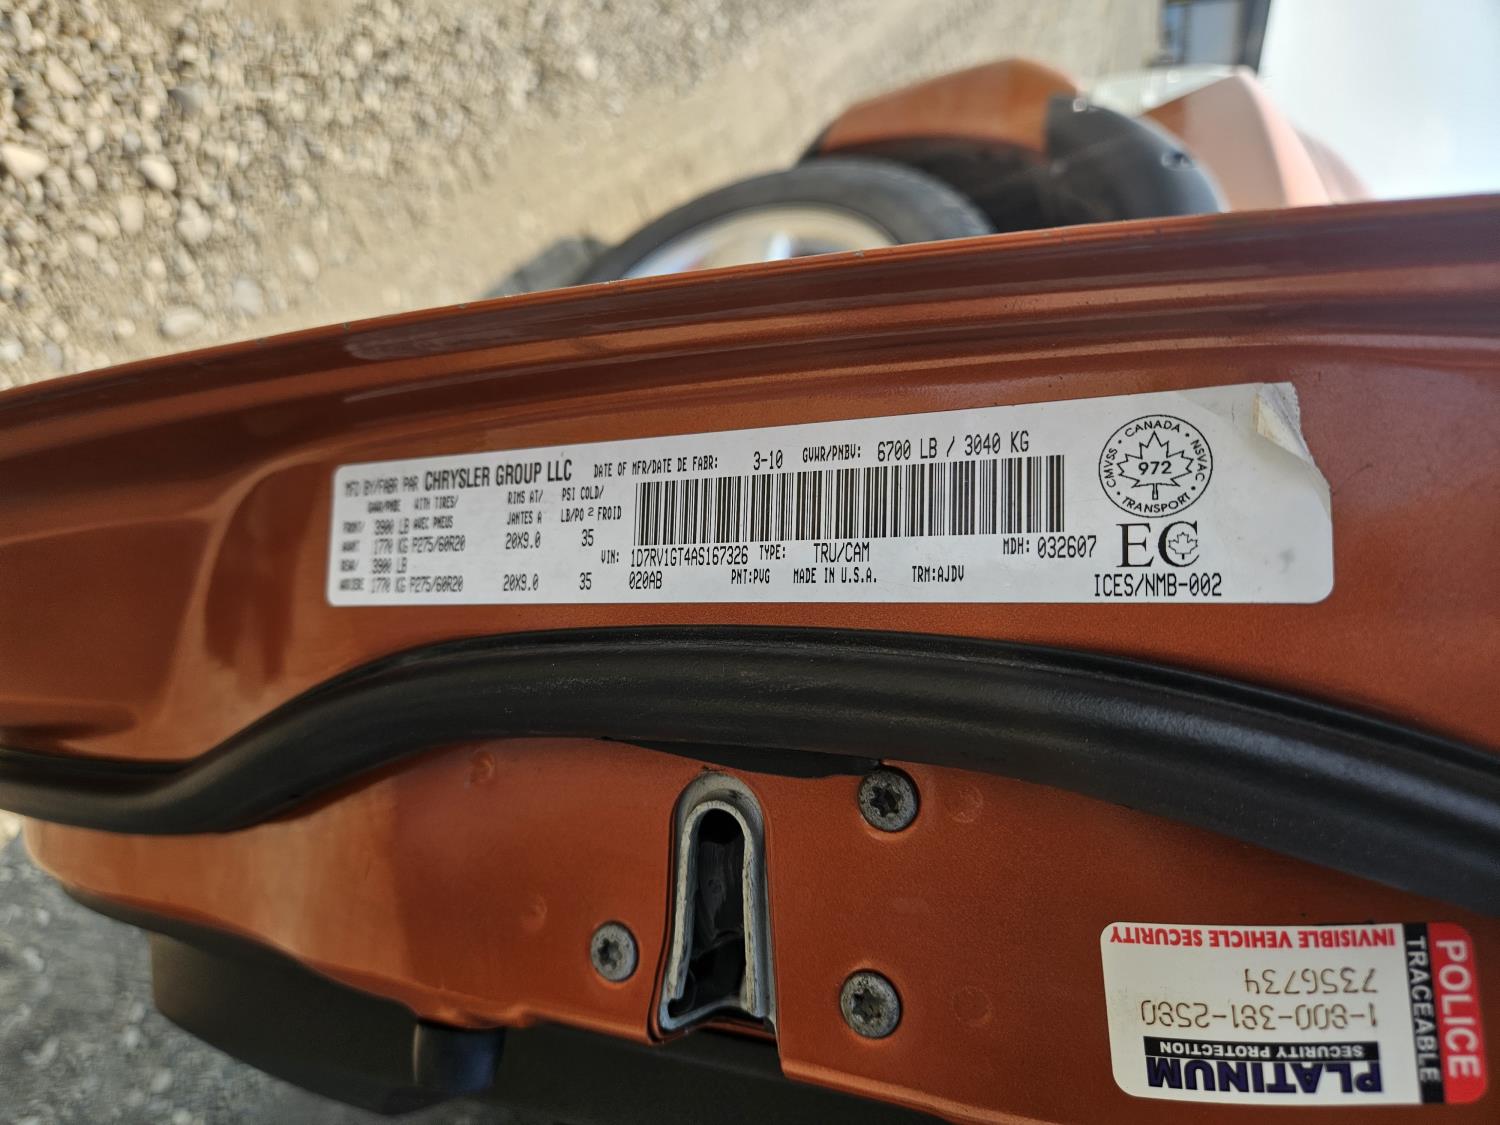 MFD BY/FABR PAR CHRYSLER GROUP LLC DATE OF MFR/DATE DE FABR: 3-10 GVWR/PNBV: 6700 LB / 3040 KG
GAWR/PNBE WITH TIRES/ RIMS AT/ PSI COLD/
FRONT/ 3900 LB AVEC PNEUS JANTES A LB/PO² FROID
AVANT: 1770 KG P275/60R20 20X9.0 35
REAR/ 3900 LB
ARRIERE: 1770 KG P275/60R20 20X9.0 35
VIN: 1D7RV1GT4AS167326 TYPE: TRU/CAM MDH: 032607
020AB PNT:PVG MADE IN U.S.A. TRM:AJDV
CANADA
CMVSS 972 NSVAC
TRANSPORT
EC
ICES/NMB-002
PLATINUM
SECURITY PROTECTION
1-800-381-2580
7356734
INVISIBLE VEHICLE SECURITY
POLICE
TRACEABLE